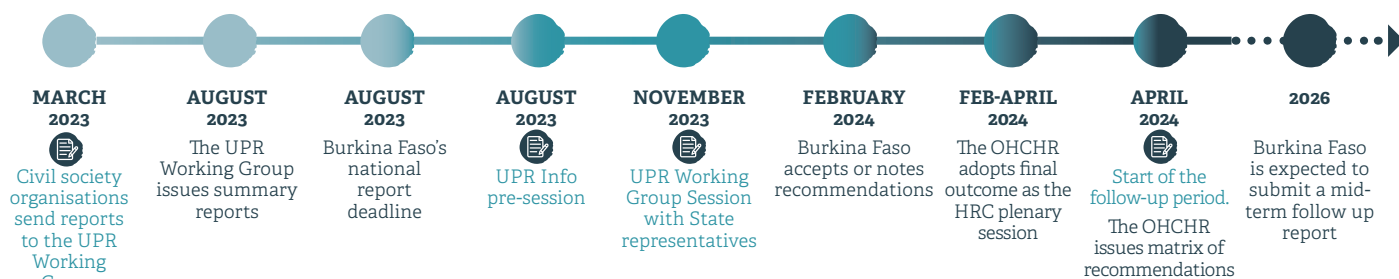 MARCH
2023
Civil society
organisations
send reports
to the UPR
Working
AUGUST
2023
The UPR
Working Group
issues summary
reports
AUGUST
2023
Burkina Faso's
national
report
deadline
AUGUST
2023
UPR Info
pre-session
NOVEMBER
2023
UPR Working
Group Session
with State
representatives
FEBRUARY
2024
Burkina Faso
accepts or notes
recommendations
FEB-APRIL
2024
The OHCHR
adopts final
outcome as the
HRC plenary
session
APRIL
2024
Start of the
follow-up period.
The OHCHR
issues matrix of
recommendations
2026
Burkina Faso
is expected to
submit a mid-
term follow up
report